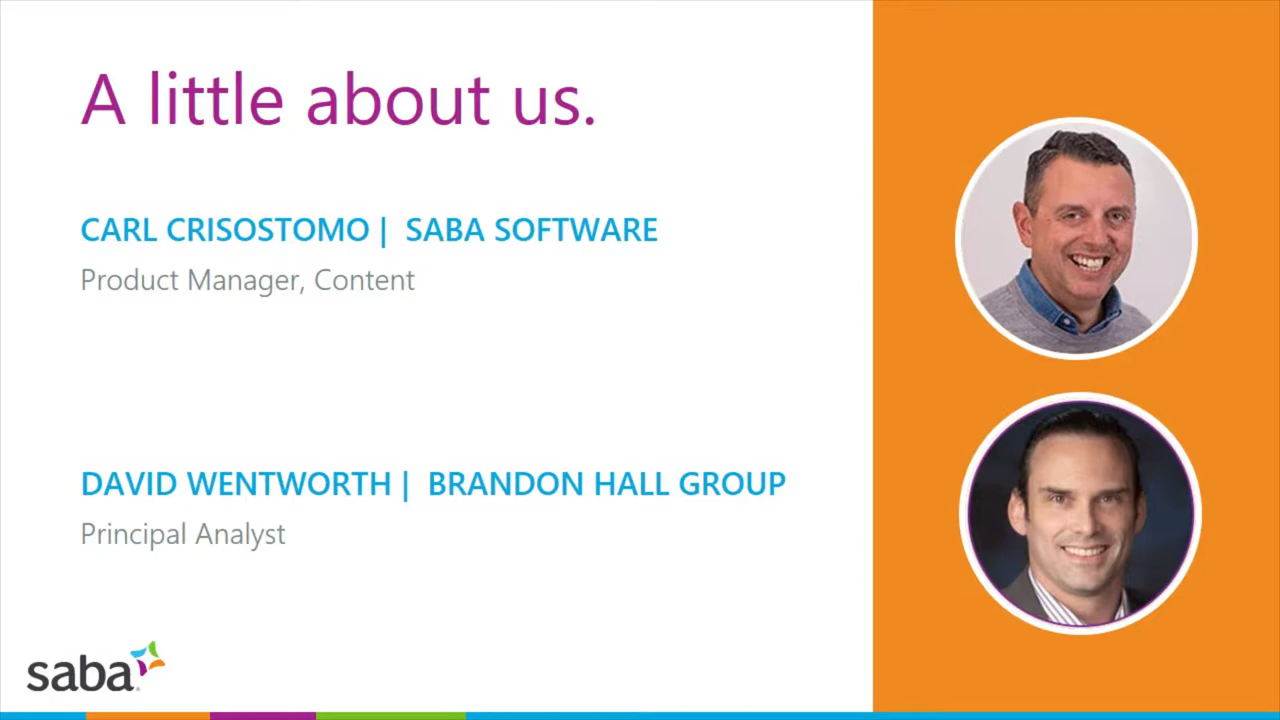 A little about us.
CARL CRISOSTOMO | SABA SOFTWARE
Product Manager, Content
DAVID WENTWORTH | BRANDON HALL GROUP
Principal Analyst
saba